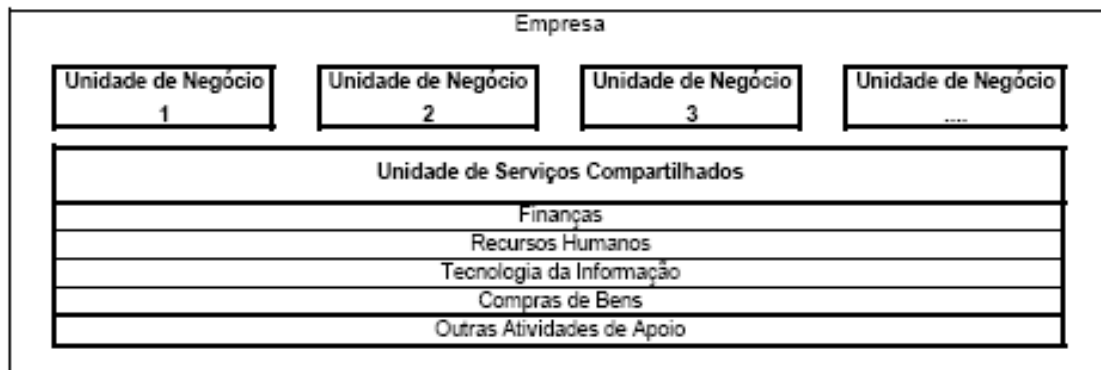 Empresa
Unidade de Negócio
1
Unidade de Negócio
2
Unidade de Negócio
3
Unidade de Negócio
....
Unidade de Serviços Compartilhados
Finanças
Recursos Humanos
Tecnologia da Informação
Compras de Bens
Outras Atividades de Apoio